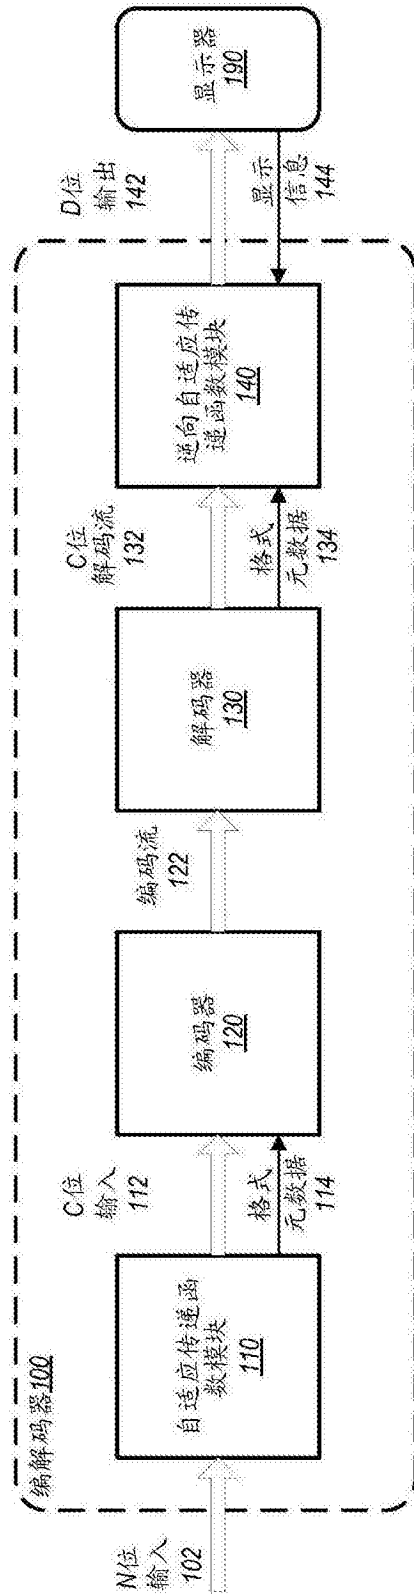 编解码器100
N位
输入
102
自适应传递函
数模块
110
C位
输入
112
格式
元数据
114
编码器
120
编码流
122
解码器
130
C位
解码流
132
格式
元数据
134
逆向自适应传
递函数模块
140
D位
输出
142
显示
信息
144
显示器
190